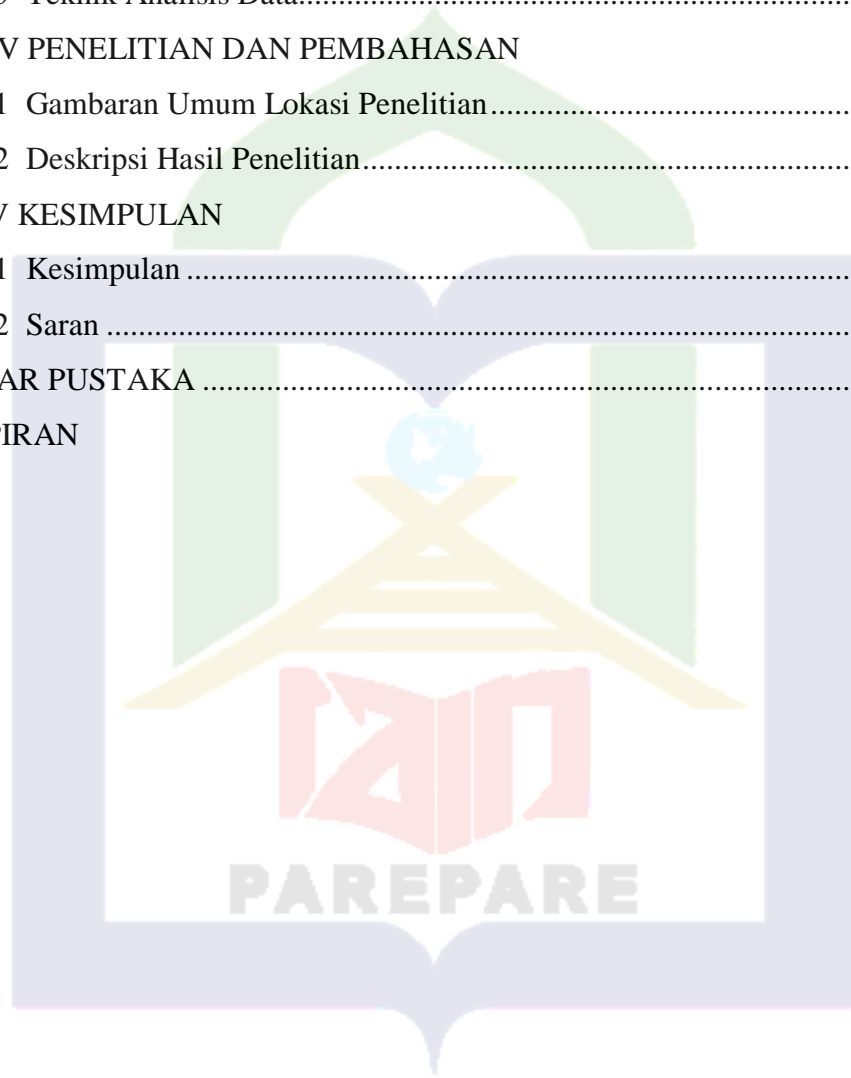 Teknik Analisis Data
V PENELITIAN DAN PEMBAHASAN
1 Gambaran Umum Lokasi Penelitian
2 Deskripsi Hasil Penelitian
V KESIMPULAN
1 Kesimpulan
2 Saran
AR PUSTAKA
PIRAN
iain
PAREPARE